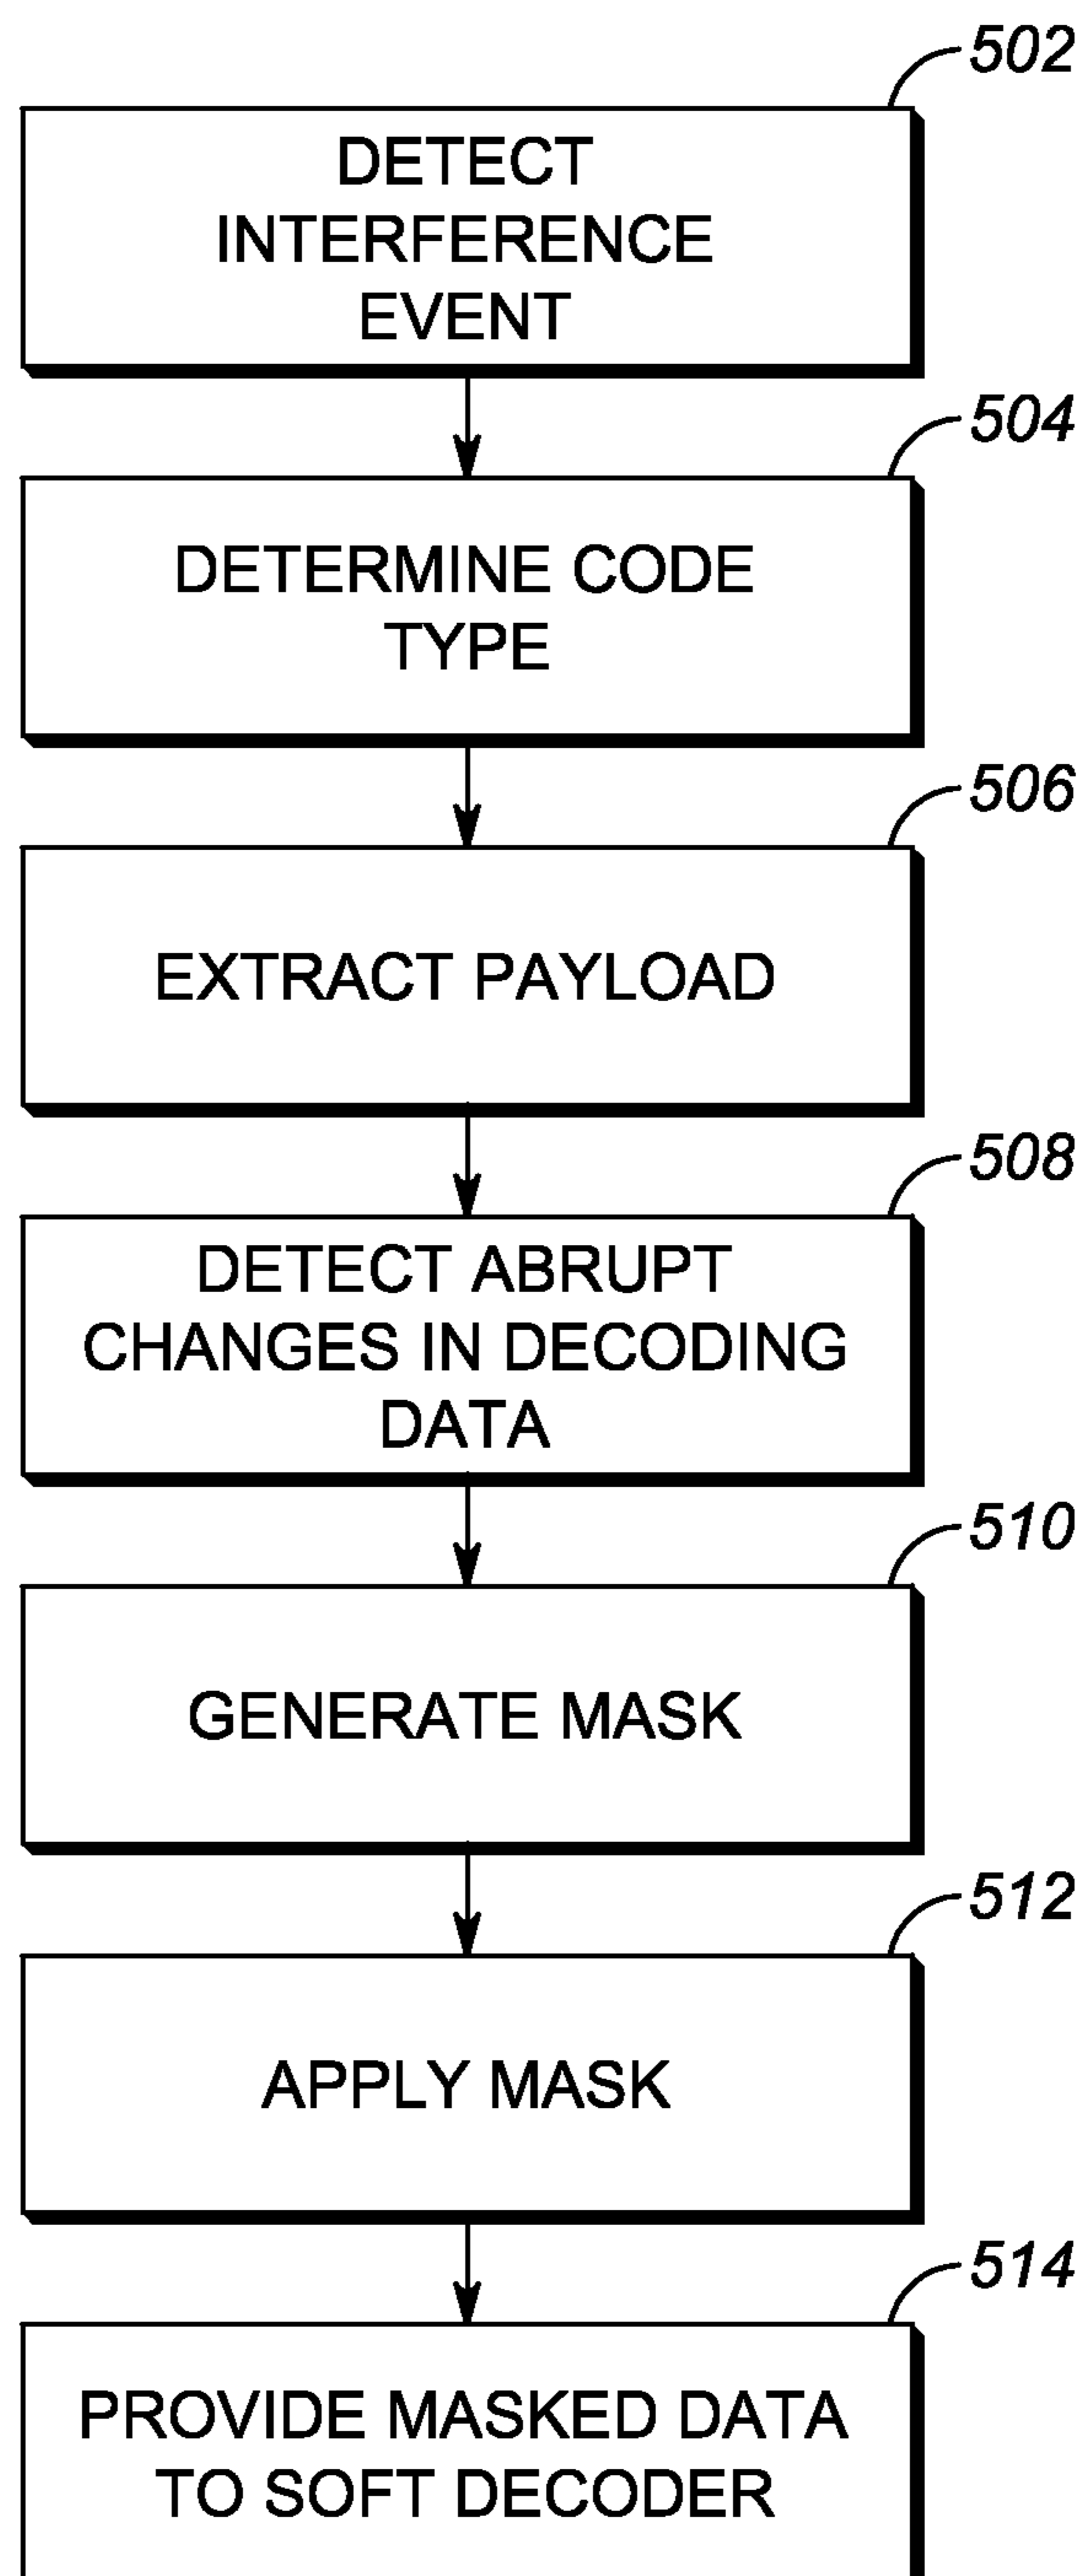 502
DETECT
INTERFERENCE
EVENT
504
DETERMINE CODE
TYPE
506
EXTRACT PAYLOAD
508
DETECT ABRUPT
CHANGES IN DECODING
DATA
510
GENERATE MASK
512
APPLY MASK
514
PROVIDE MASKED DATA
TO SOFT DECODER